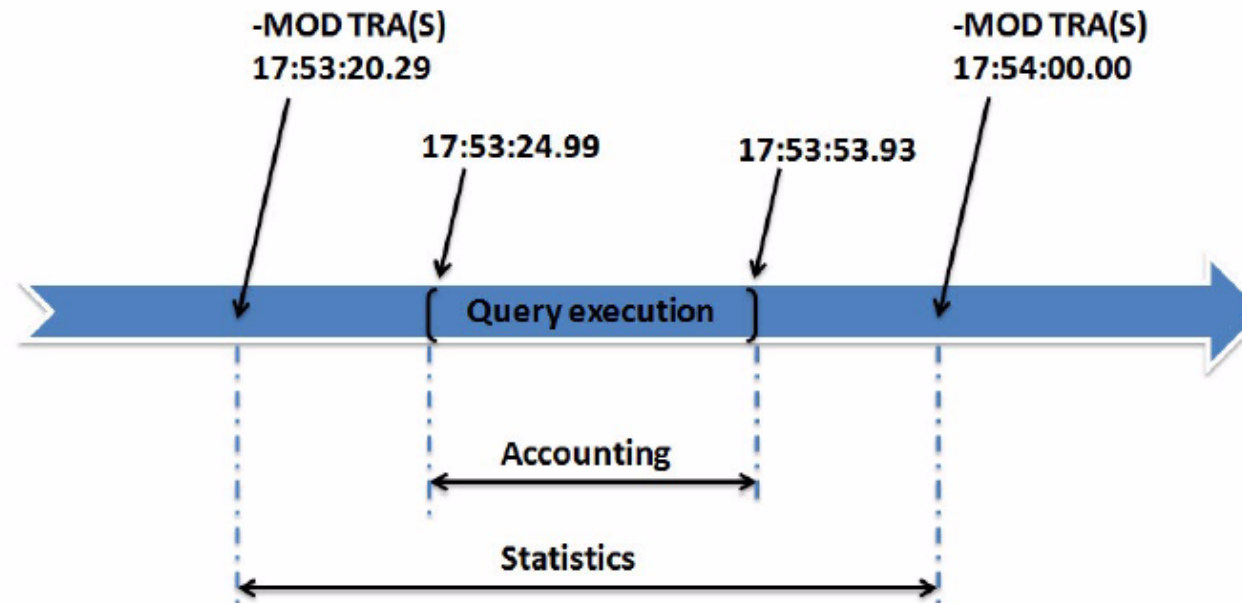 -MOD TRA(S)
17:53:20.29
-MOD TRA(S)
17:54:00.00
17:53:24.99
17:53:53.93
Query execution
Accounting
Statistics